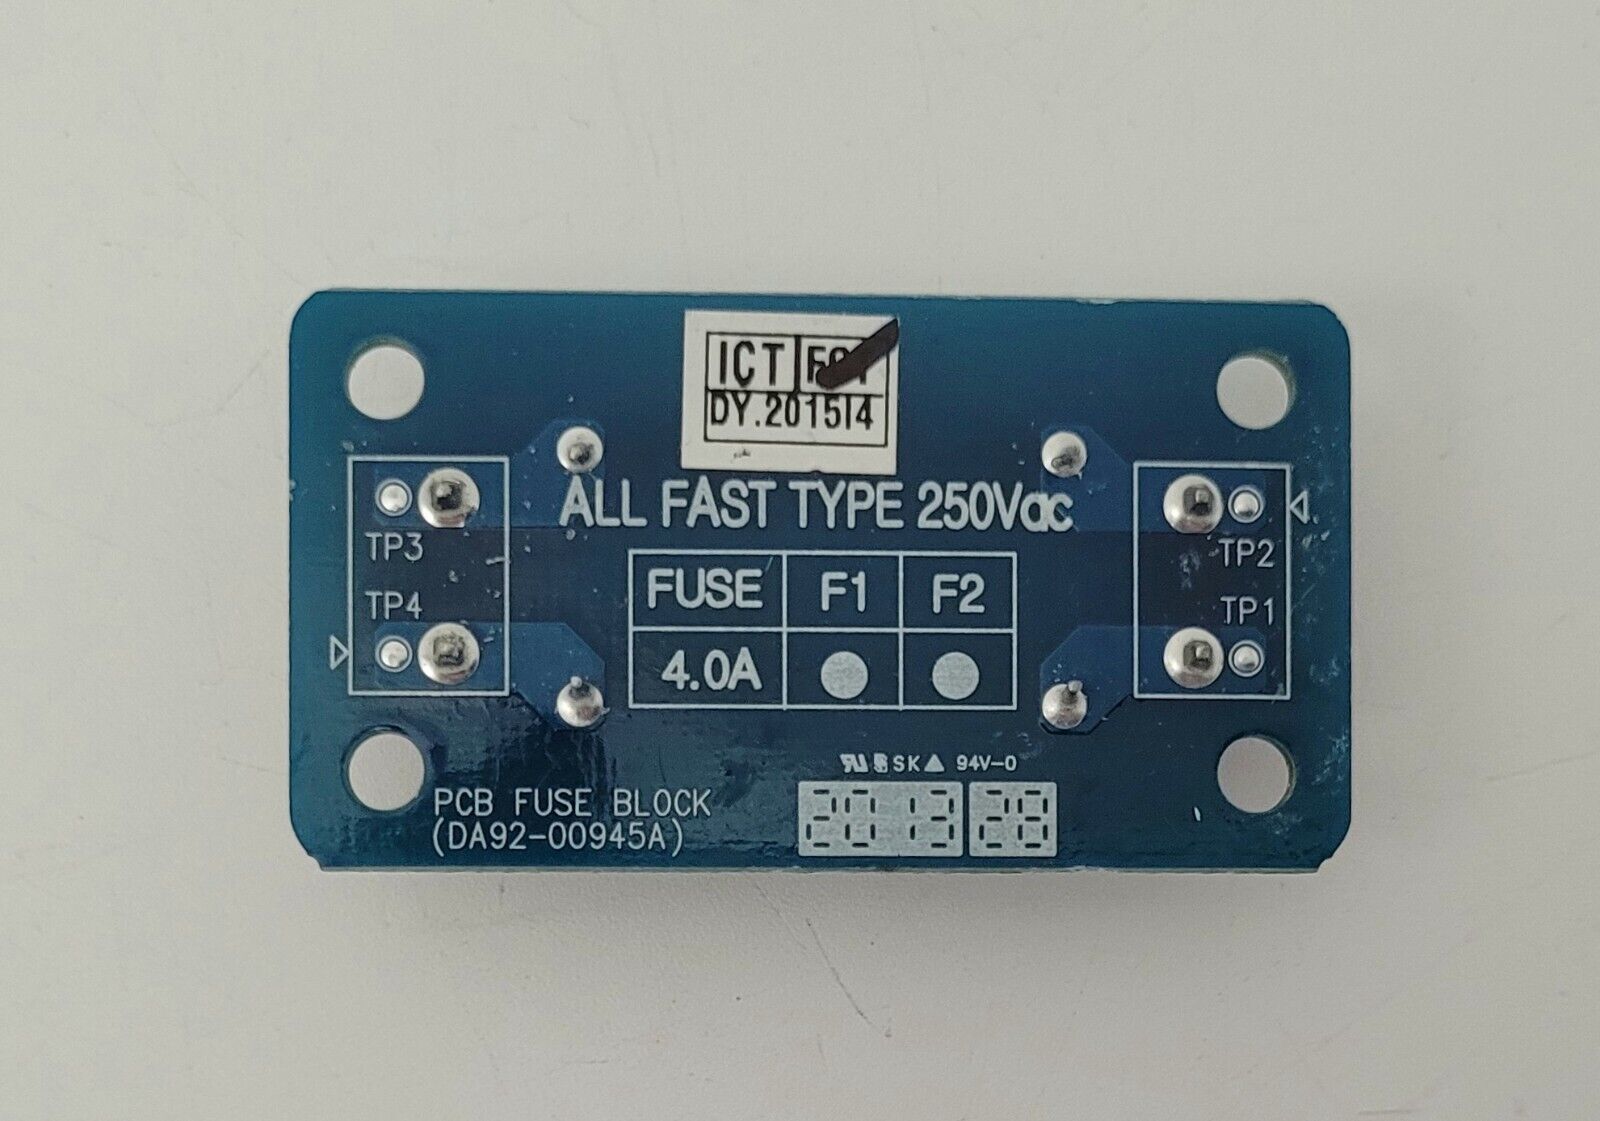 ICT
DY.201514
ALL FAST TYPE 250Vac
FUSE F1 F2
4.0A
TP3
TP4
TP2
TP1
SK 94V-0
PCB FUSE BLOCK
(DA92-00945A)